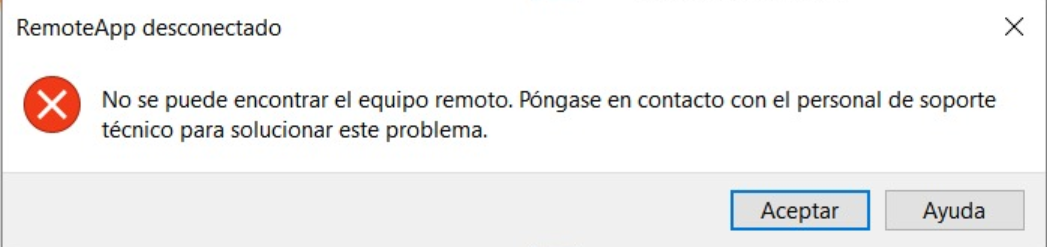 RemoteApp desconectado
No se puede encontrar el equipo remoto. Póngase en contacto con el personal de soporte
técnico para solucionar este problema.
Aceptar
Ayuda